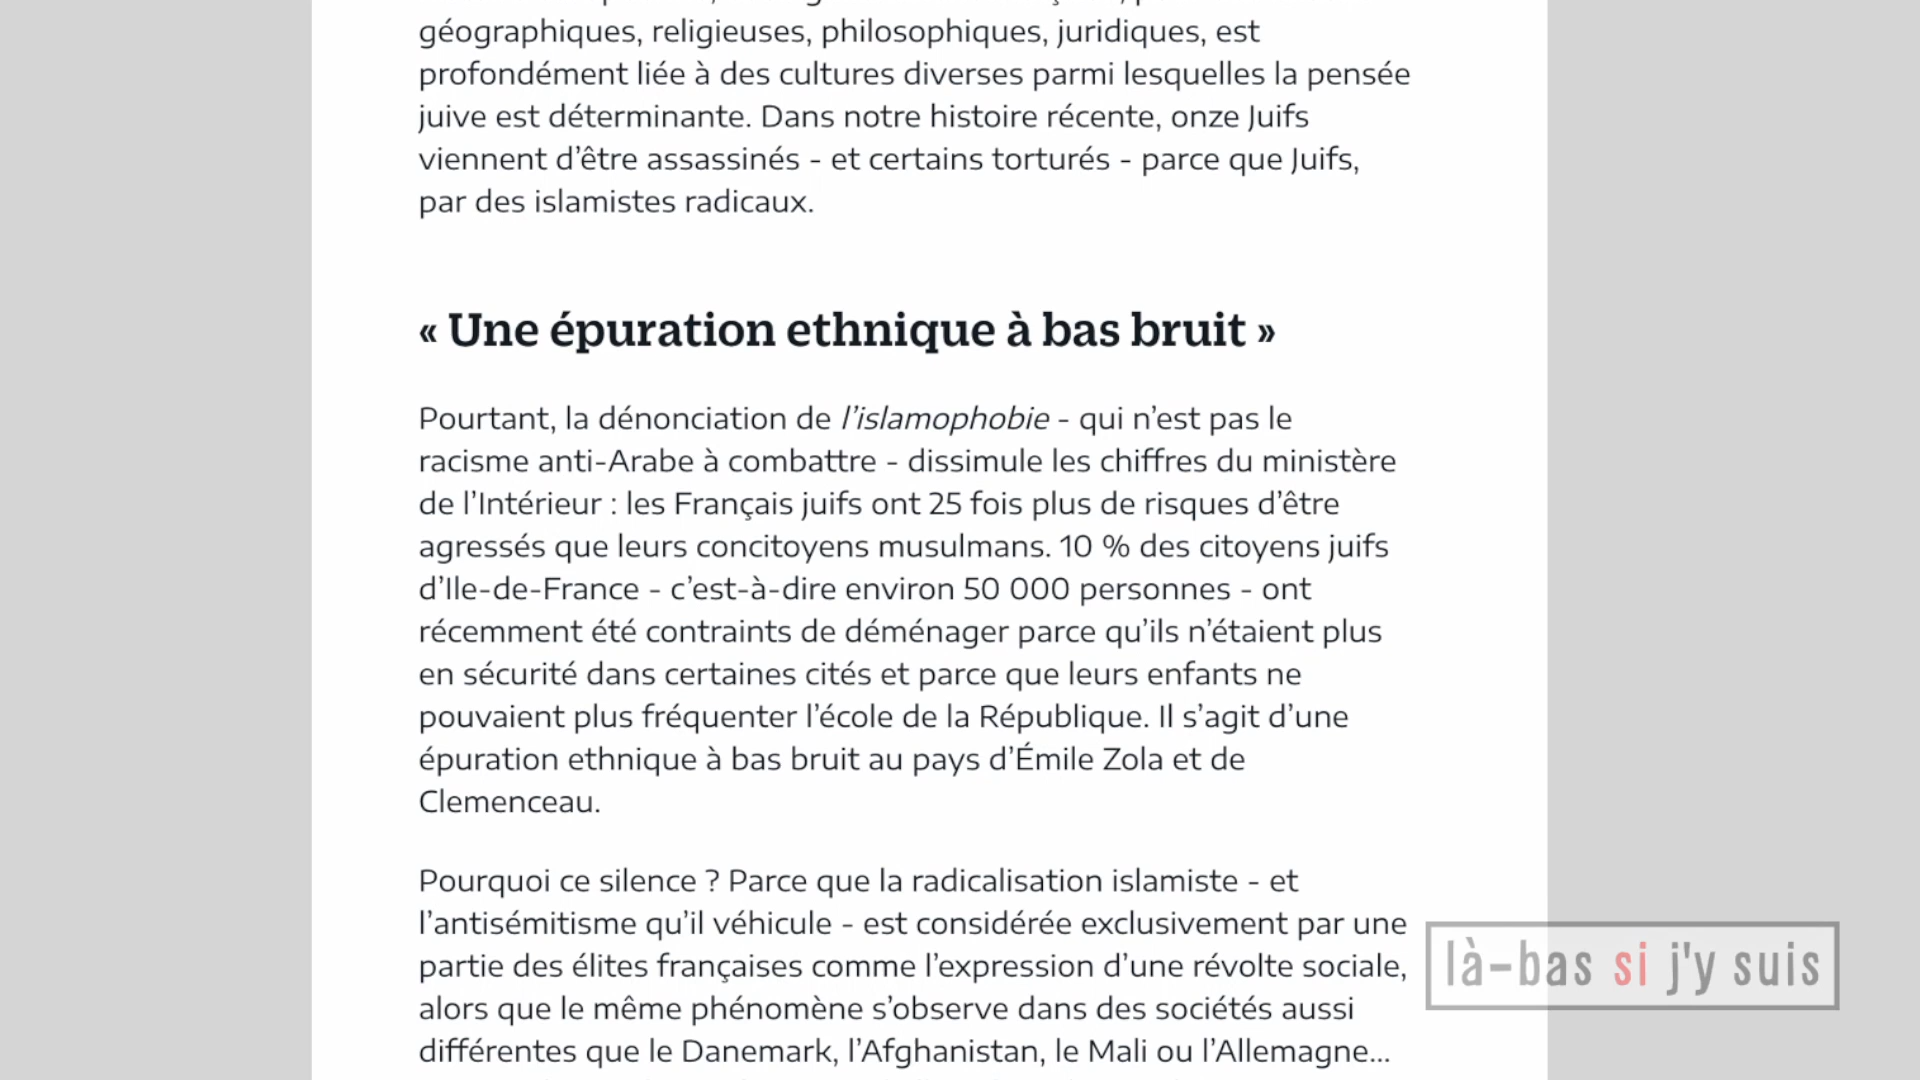 géographiques, religieuses, philosophiques, juridiques, est
profondément liée à des cultures diverses parmi lesquelles la pensée
juive est déterminante. Dans notre histoire récente, onze Juifs
viennent d’être assassinés - et certains torturés - parce que Juifs,
par des islamistes radicaux.
« Une épuration ethnique à bas bruit »
Pourtant, la dénonciation de l’islamophobie - qui n’est pas le
racisme anti-Arabe à combattre - dissimule les chiffres du ministère
de l’Intérieur : les Français juifs ont 25 fois plus de risques d’être
agressés que leurs concitoyens musulmans. 10 % des citoyens juifs
d’Ile-de-France - c’est-à-dire environ 50 000 personnes - ont
récemment été contraints de déménager parce qu’ils n’étaient plus
en sécurité dans certaines cités et parce que leurs enfants ne
pouvaient plus fréquenter l’école de la République. Il s’agit d’une
épuration ethnique à bas bruit au pays d’Émile Zola et de
Clemenceau.
Pourquoi ce silence ? Parce que la radicalisation islamiste - et
l’antisémitisme qu’il véhicule - est considérée exclusivement par une
partie des élites françaises comme l’expression d’une révolte sociale,
alors que le même phénomène s’observe dans des sociétés aussi
différentes que le Danemark, l’Afghanistan, le Mali ou l’Allemagne...
là-bas si j'y suis